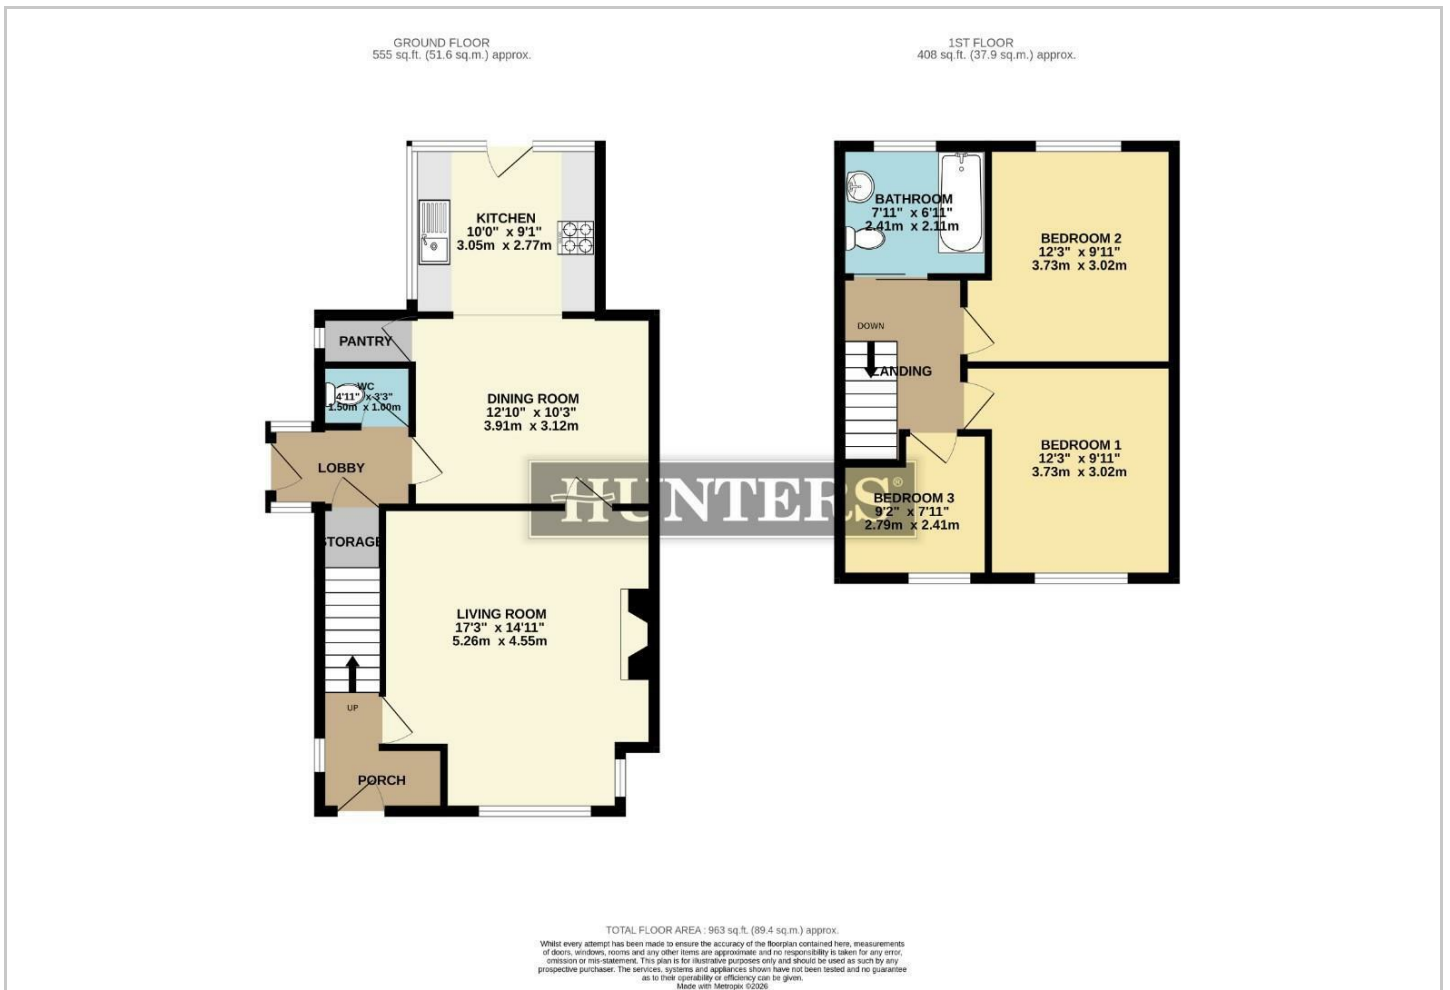 GROUND FLOOR
555 sq.ft. (51.6 sq.m.) approx.
1ST FLOOR
408 sq.ft. (37.9 sq.m.) approx.
KITCHEN
10'0" x 9'1"
3.05m x 2.77m
PANTRY
WC
4'11" x 3'3"
1.50m x 1.00m
DINING ROOM
12'10" x 10'3"
3.91m x 3.12m
LOBBY
STORAGE
LIVING ROOM
17'3" x 14'11"
5.26m x 4.55m
UP
PORCH
BATHROOM
7'11" x 6'11"
2.41m x 2.11m
BEDROOM 2
12'3" x 9'11"
3.73m x 3.02m
DOWN
LANDING
BEDROOM 1
12'3" x 9'11"
3.73m x 3.02m
BEDROOM 3
9'2" x 7'11"
2.79m x 2.41m
HUNTERS®
TOTAL FLOOR AREA : 963 sq.ft. (89.4 sq.m.) approx.
Whilst every attempt has been made to ensure the accuracy of the floorplan contained here, measurements
of doors, windows, rooms and any other items are approximate and no responsibility is taken for any error,
omission or mis-statement. This plan is for illustrative purposes only and should be used as such by any
prospective purchaser. The services, systems and appliances shown have not been tested and no guarantee
as to their operability or efficiency can be given.
Made with Metropix ©2026